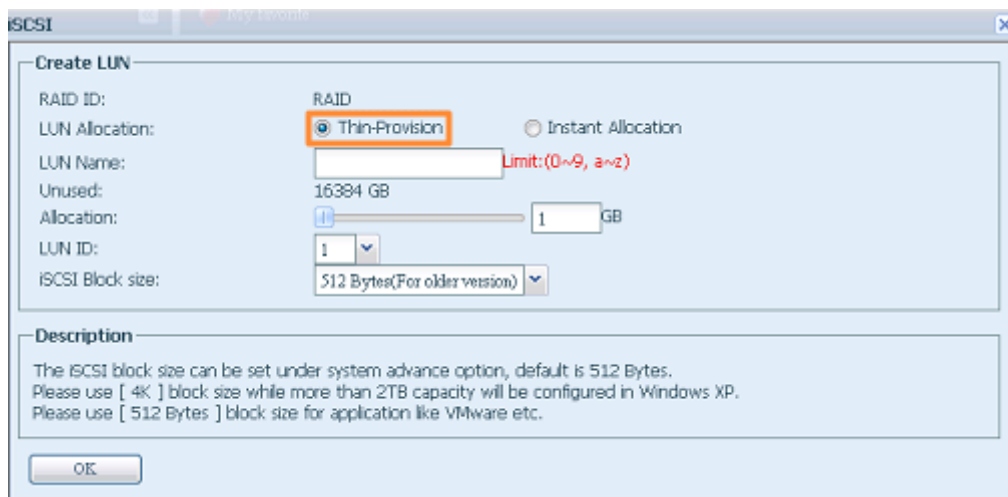 My favorite
iSCSI
Create LUN
RAID ID: RAID
LUN Allocation: Thin-Provision Instant Allocation
LUN Name: Limit:(0~9, a~z)
Unused: 16384 GB
Allocation: 1 GB
LUN ID: 1
iSCSI Block size: 512 Bytes(For older version)
Description
The iSCSI block size can be set under system advance option, default is 512 Bytes.
Please use [ 4K ] block size while more than 2TB capacity will be configured in Windows XP.
Please use [ 512 Bytes ] block size for application like VMware etc.
OK